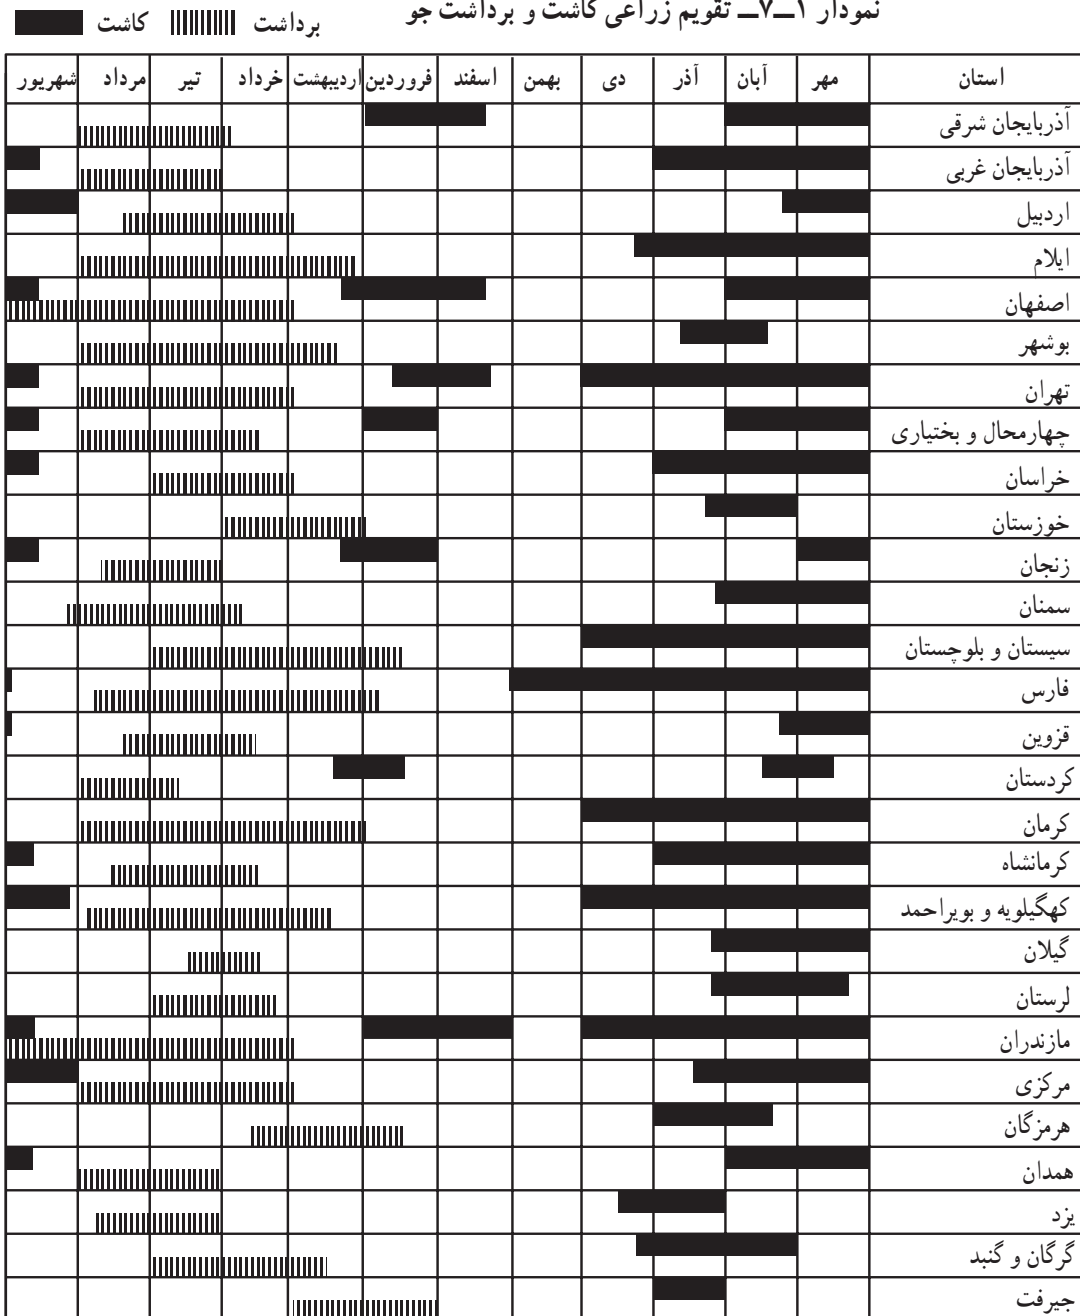 نمودار ۱ــ۷ــ تقویم زراعی کاشت و برداشت جو
برداشت کاشت
استان مهر آبان آذر دی بهمن اسفند فروردین اردیبهشت خرداد تیر مرداد شهریور
آذربایجان شرقی
آذربایجان غربی
اردبیل
ایلام
اصفهان
بوشهر
تهران
چهارمحال و بختیاری
خراسان
خوزستان
زنجان
سمنان
سیستان و بلوچستان
فارس
قزوین
کردستان
کرمان
کرمانشاه
کهگیلویه و بویراحمد
گیلان
لرستان
مازندران
مرکزی
هرمزگان
همدان
یزد
گرگان و گنبد
جیرفت